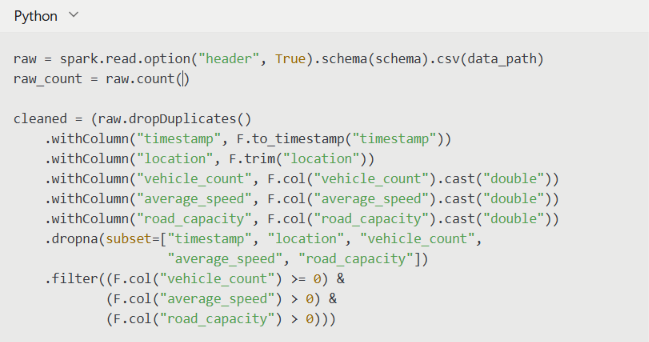 Python
raw = spark.read.option("header", True).schema(schema).csv(data_path)
raw_count = raw.count()
cleaned = (raw.dropDuplicates()
    .withColumn("timestamp", F.to_timestamp("timestamp"))
    .withColumn("location", F.trim("location"))
    .withColumn("vehicle_count", F.col("vehicle_count").cast("double"))
    .withColumn("average_speed", F.col("average_speed").cast("double"))
    .withColumn("road_capacity", F.col("road_capacity").cast("double"))
    .dropna(subset=["timestamp", "location", "vehicle_count",
                    "average_speed", "road_capacity"])
    .filter((F.col("vehicle_count") >= 0) &
            (F.col("average_speed") > 0) &
            (F.col("road_capacity") > 0)))